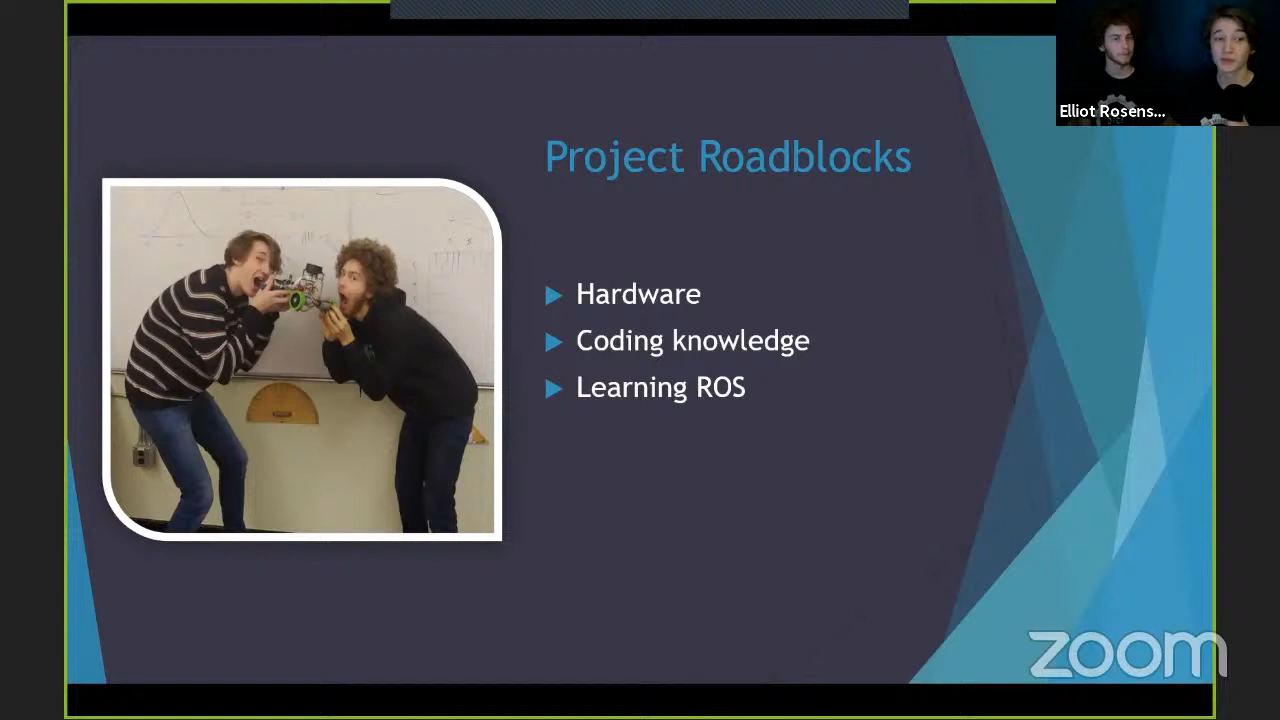 Elliot Rosens...
Project Roadblocks
Hardware
Coding knowledge
Learning ROS
zoom